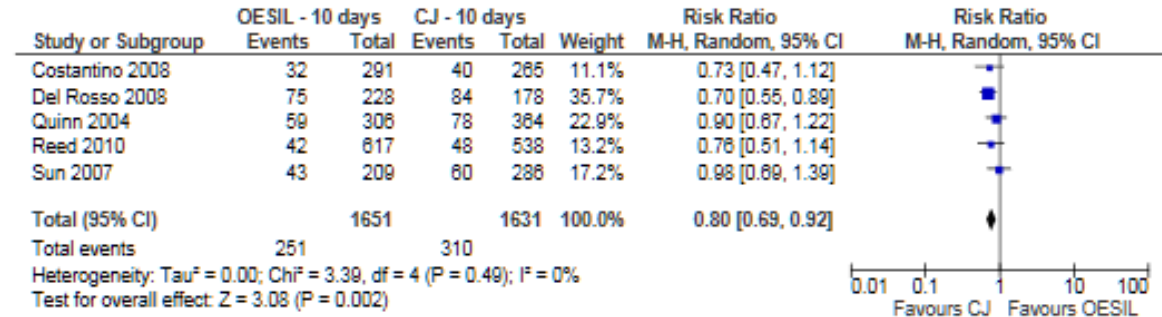 OESIL - 10 days CJ - 10 days Risk Ratio Risk Ratio
Study or Subgroup Events Total Events Total Weight M-H, Random, 95% CI M-H, Random, 95% CI
Costantino 2008 32 291 40 265 11.1% 0.73 [0.47, 1.12]
Del Rosso 2008 75 228 84 178 35.7% 0.70 [0.55, 0.89]
Quinn 2004 59 306 78 364 22.9% 0.90 [0.67, 1.22]
Reed 2010 42 617 48 538 13.2% 0.76 [0.51, 1.14]
Sun 2007 43 209 60 286 17.2% 0.98 [0.69, 1.39]
Total (95% CI) 1651 1631 100.0% 0.80 [0.69, 0.92]
Total events 251 310
Heterogeneity: Tau² = 0.00; Chi² = 3.39, df = 4 (P = 0.49); I² = 0%
Test for overall effect: Z = 3.08 (P = 0.002)
0.01 0.1 1 10 100
Favours CJ Favours OESIL